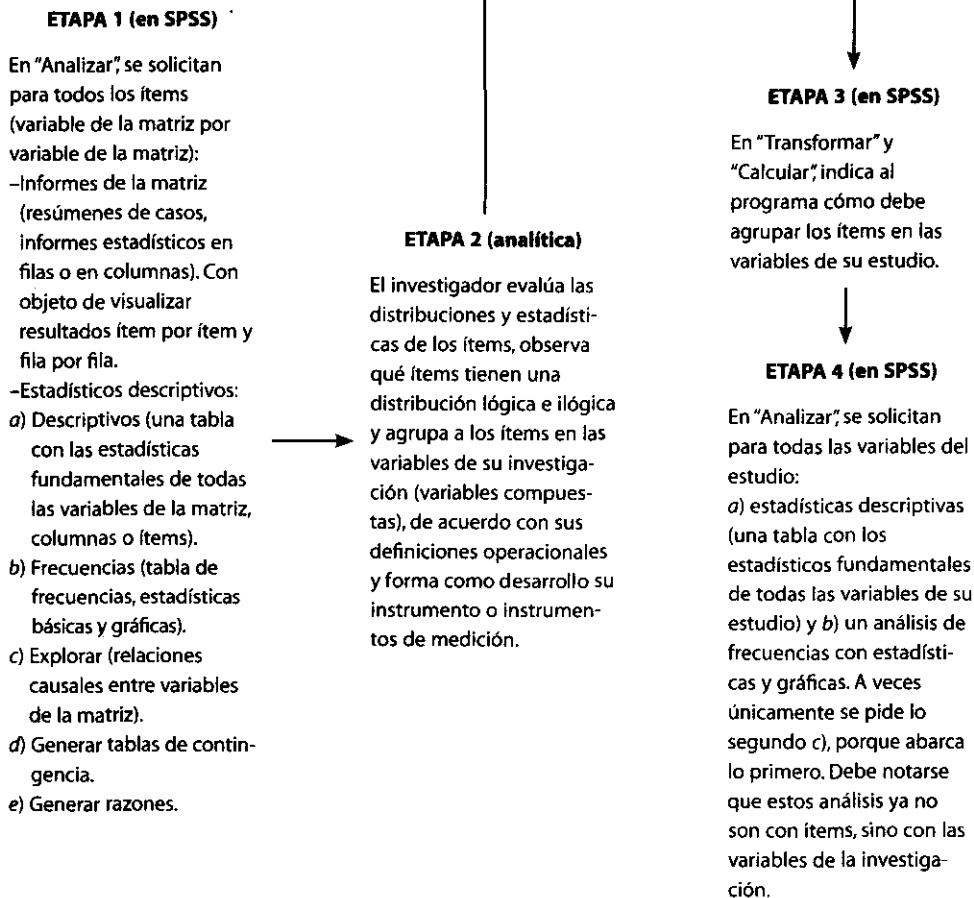 ETAPA 1 (en SPSS)
En "Analizar", se solicitan
para todos los ítems
(variable de la matriz por
variable de la matriz):
–Informes de la matriz
(resúmenes de casos,
informes estadísticos en
filas o en columnas). Con
objeto de visualizar
resultados ítem por ítem y
fila por fila.
–Estadísticos descriptivos:
a) Descriptivos (una tabla
con las estadísticas
fundamentales de todas
las variables de la matriz,
columnas o ítems).
b) Frecuencias (tabla de
frecuencias, estadísticas
básicas y gráficas).
c) Explorar (relaciones
causales entre variables
de la matriz).
d) Generar tablas de contin-
gencia.
e) Generar razones.
ETAPA 2 (analítica)
El investigador evalúa las
distribuciones y estadísti-
cas de los ítems, observa
qué ítems tienen una
distribución lógica e ilógica
y agrupa a los ítems en las
variables de su investiga-
ción (variables compues-
tas), de acuerdo con sus
definiciones operacionales
y forma como desarrollo su
instrumento o instrumen-
tos de medición.
ETAPA 3 (en SPSS)
En "Transformar" y
"Calcular", indica al
programa cómo debe
agrupar los ítems en las
variables de su estudio.
ETAPA 4 (en SPSS)
En "Analizar", se solicitan
para todas las variables del
estudio:
a) estadísticas descriptivas
(una tabla con los
estadísticos fundamentales
de todas las variables de su
estudio) y b) un análisis de
frecuencias con estadísti-
cas y gráficas. A veces
únicamente se pide lo
segundo c), porque abarca
lo primero. Debe notarse
que estos análisis ya no
son con ítems, sino con las
variables de la investiga-
ción.